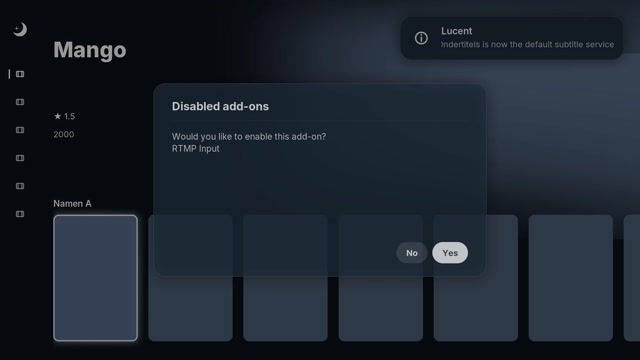 Mango
Lucent
Indertitels is now the default subtitle service
★ 1.5
2000
Disabled add-ons
Would you like to enable this add-on?
RTMP Input
No
Yes
Namen A